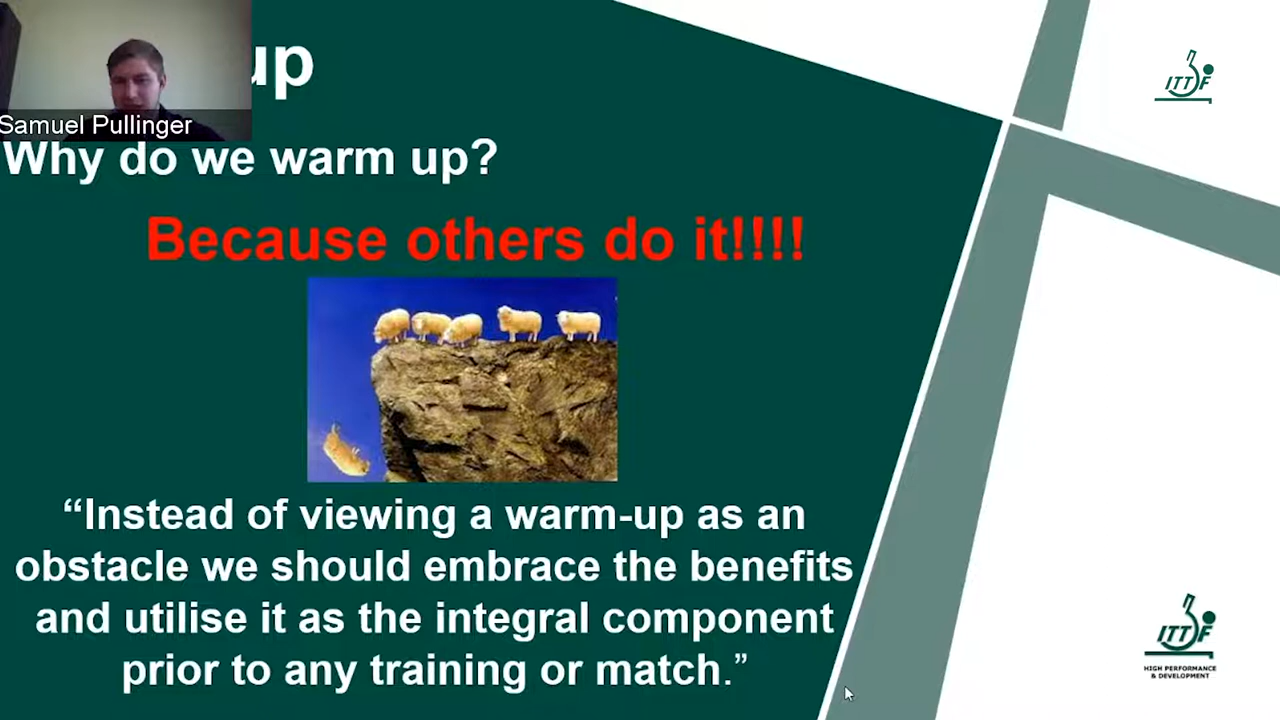 up
Samuel Pullinger
Why do we warm up?
Because others do it!!!!
“Instead of viewing a warm-up as an
obstacle we should embrace the benefits
and utilise it as the integral component
prior to any training or match.”
ITTF
ITTF
HIGH PERFORMANCE
& DEVELOPMENT